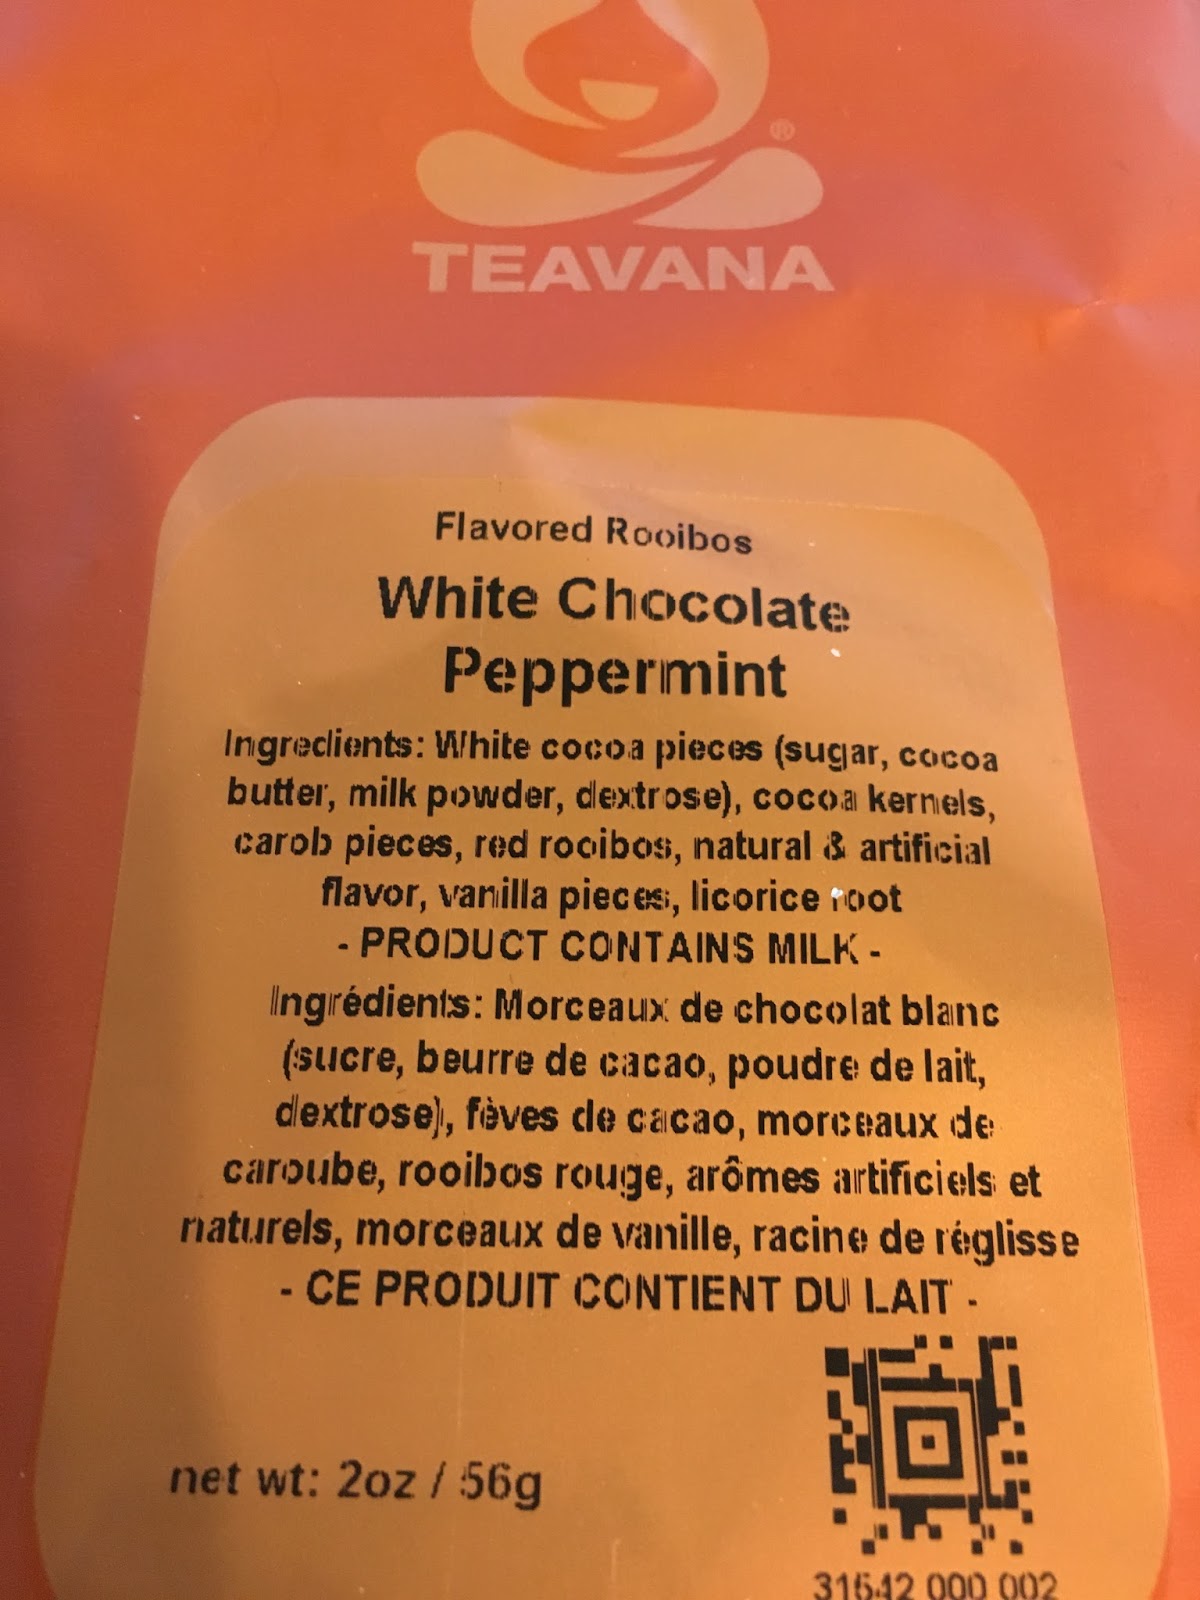 ®
TEAVANA
Flavored Rooibos
White Chocolate
Peppermint
Ingredients: White cocoa pieces (sugar, cocoa
butter, milk powder, dextrose), cocoa kernels,
carob pieces, red rooibos, natural & artificial
flavor, vanilla pieces, licorice root
- PRODUCT CONTAINS MILK -
Ingrédients: Morceaux de chocolat blanc
(sucre, beurre de cacao, poudre de lait,
dextrose), fèves de cacao, morceaux de
caroube, rooibos rouge, arômes artificiels et
naturels, morceaux de vanille, racine de réglisse
- CE PRODUIT CONTIENT DU LAIT -
net wt: 2oz / 56g
31642 000 002